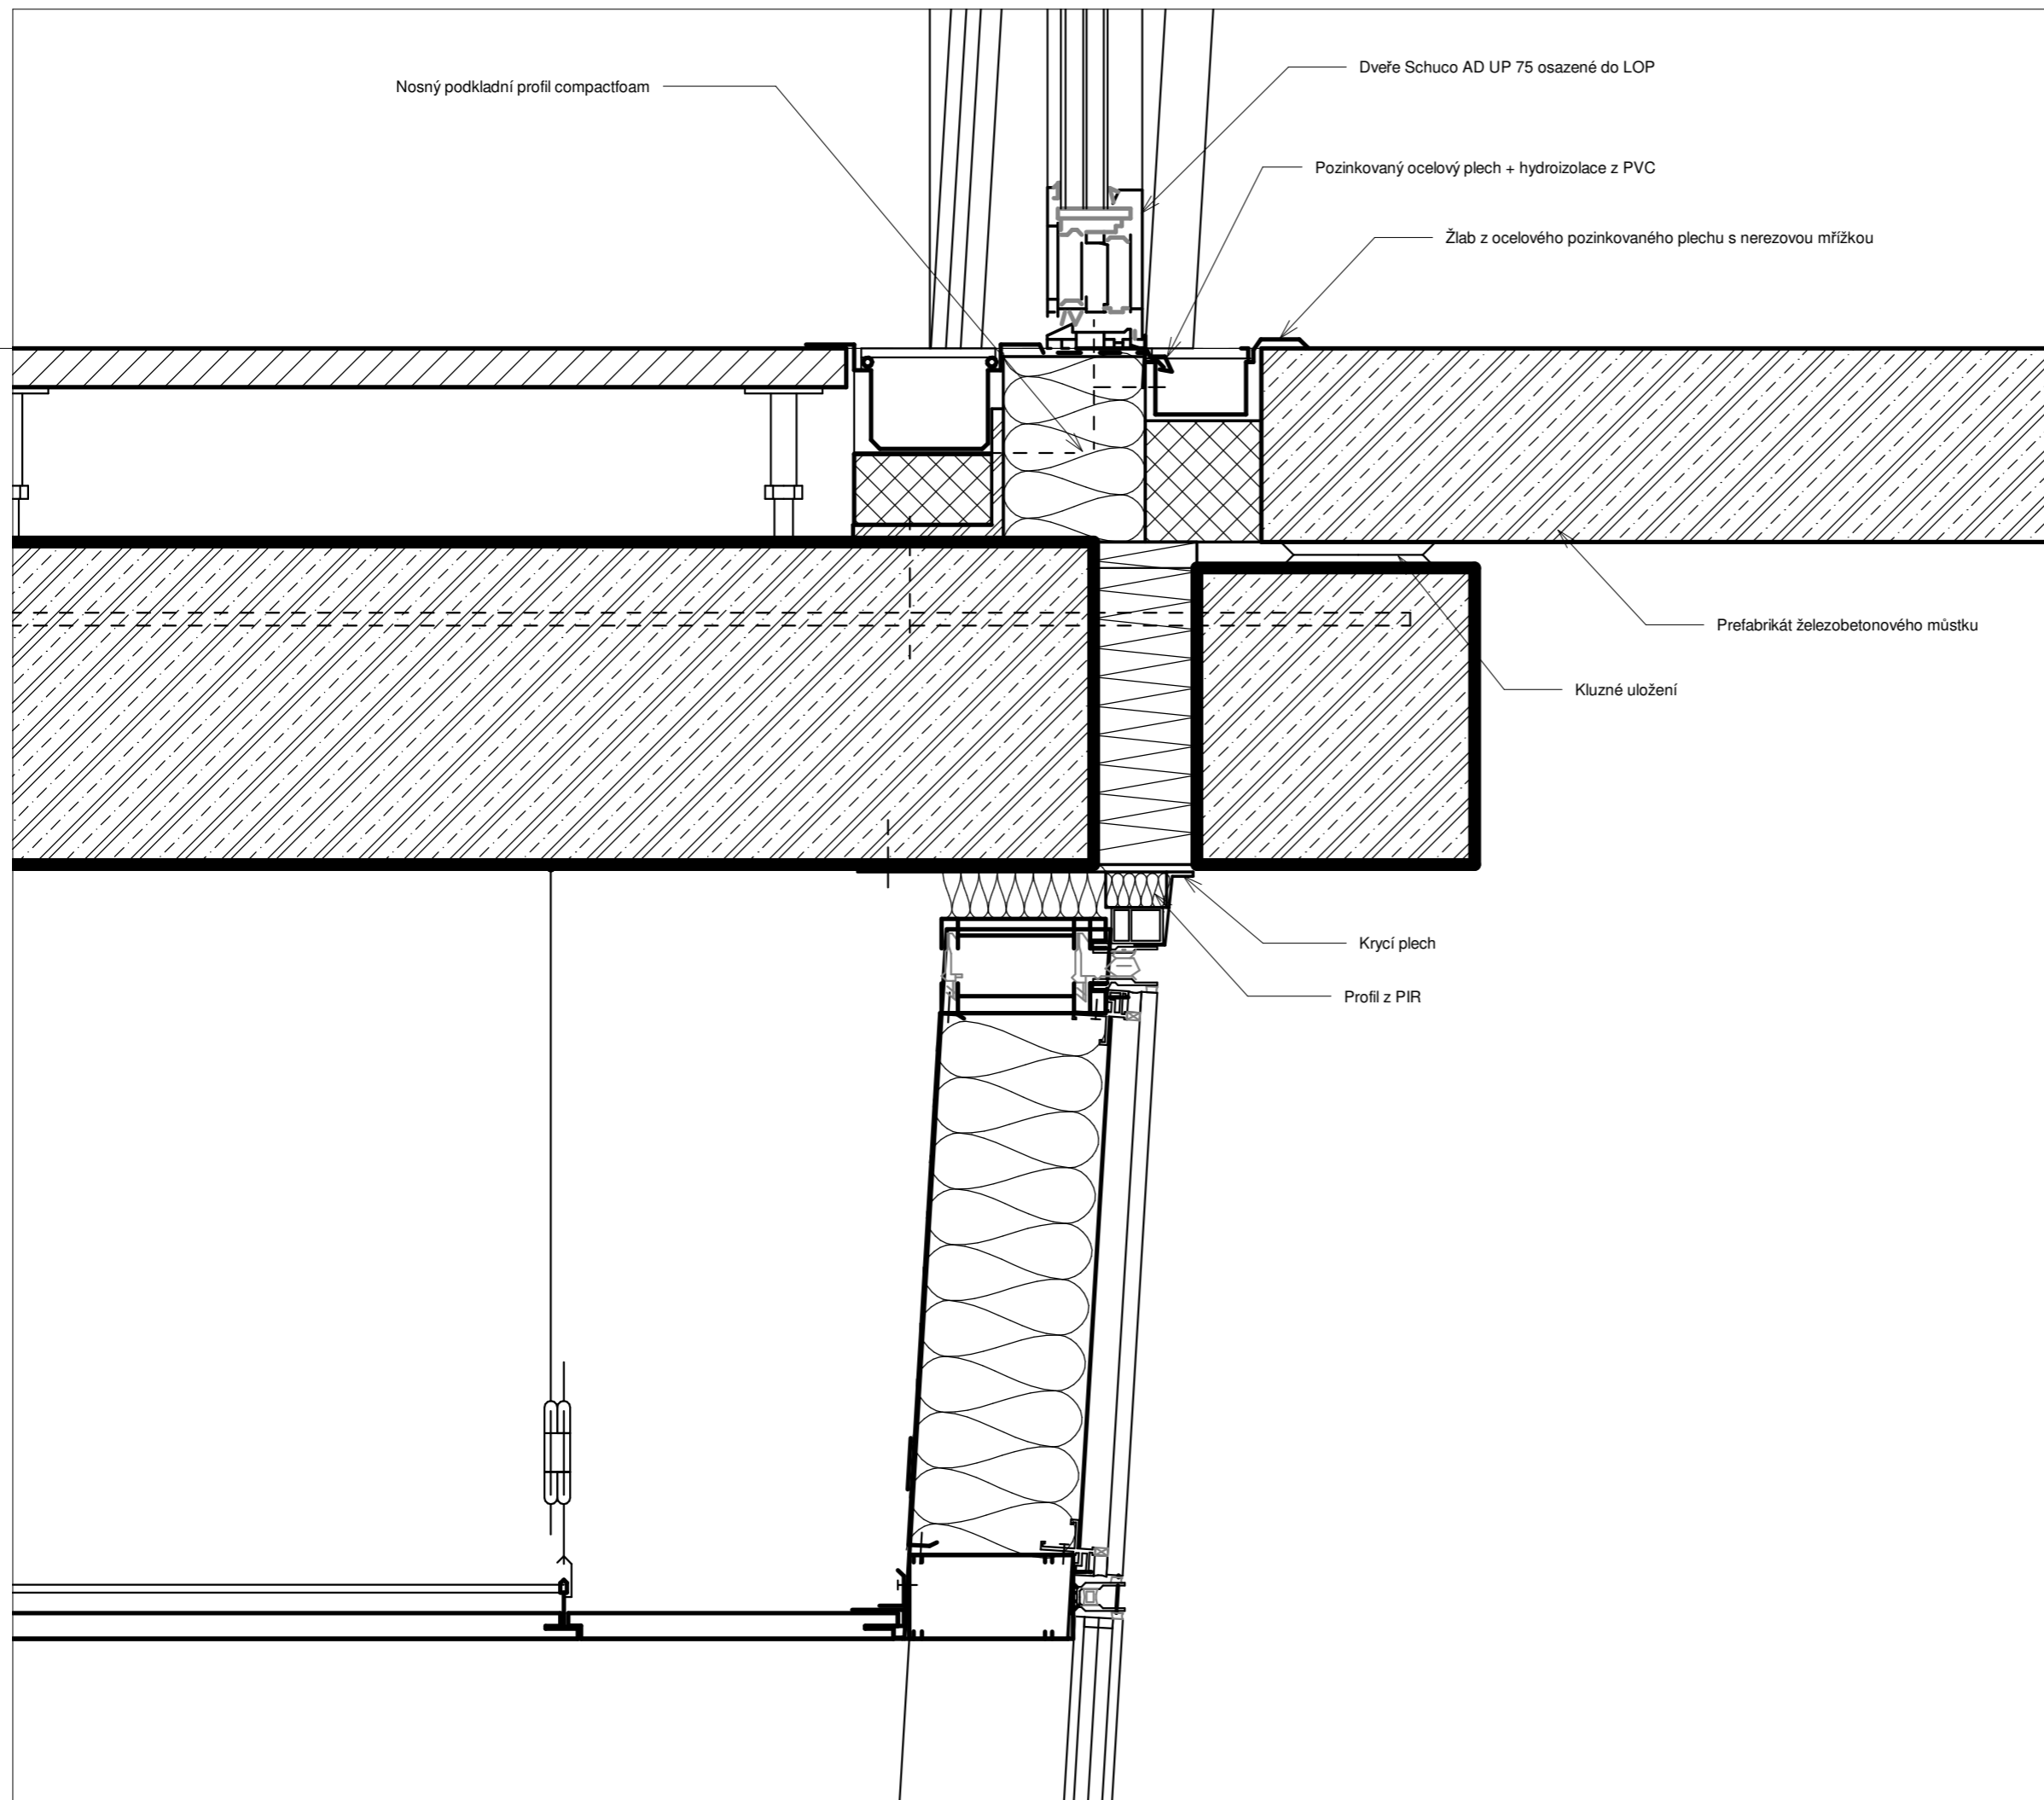 Dveře Schuco AD UP 75 osazené do LOP
Nosný podkladní profil compactfoam
Pozinkovaný ocelový plech + hydroizolace z PVC
Žlab z ocelového pozinkovaného plechu s nerezovou mřížkou
Prefabrikát železobetonového můstku
Kluzné uložení
Krycí plech
Profil z PIR